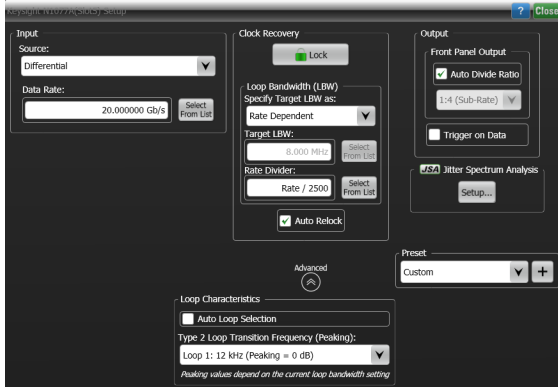 Keysight N1077A(Slot5) Setup
?
Close
Input
Source:
Differential
Data Rate:
20.000000 Gb/s
Select
From List
Clock Recovery
Lock
Loop Bandwidth (LBW)
Specify Target LBW as:
Rate Dependent
Target LBW:
8.000 MHz
Select
From List
Rate Divider:
Rate / 2500
Select
From List
Auto Relock
Output
Front Panel Output
Auto Divide Ratio
1:4 (Sub-Rate)
Trigger on Data
JSA Jitter Spectrum Analysis
Setup...
Preset
Custom
+
Advanced
Loop Characteristics
Auto Loop Selection
Type 2 Loop Transition Frequency (Peaking):
Loop 1: 12 kHz (Peaking = 0 dB)
Peaking values depend on the current loop bandwidth setting